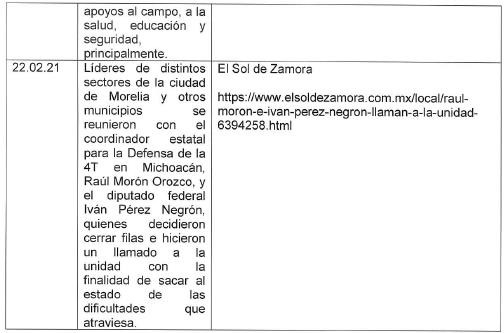 apoyos al campo, a la
salud, educación y
seguridad,
principalmente.
22.02.21
Líderes de distintos
sectores de la ciudad
de Morelia y otros
municipios se
reunieron con el
coordinador estatal
para la Defensa de la
4T en Michoacán,
Raúl Morón Orozco, y
el diputado federal
Iván Pérez Negrón,
quienes decidieron
cerrar filas e hicieron
un llamado a la
unidad con la
finalidad de sacar al
estado de las
dificultades que
atraviesa.
El Sol de Zamora
https://www.elsoldezamora.com.mx/local/raul-
moron-e-ivan-perez-negron-llaman-a-la-unidad-
6394258.html